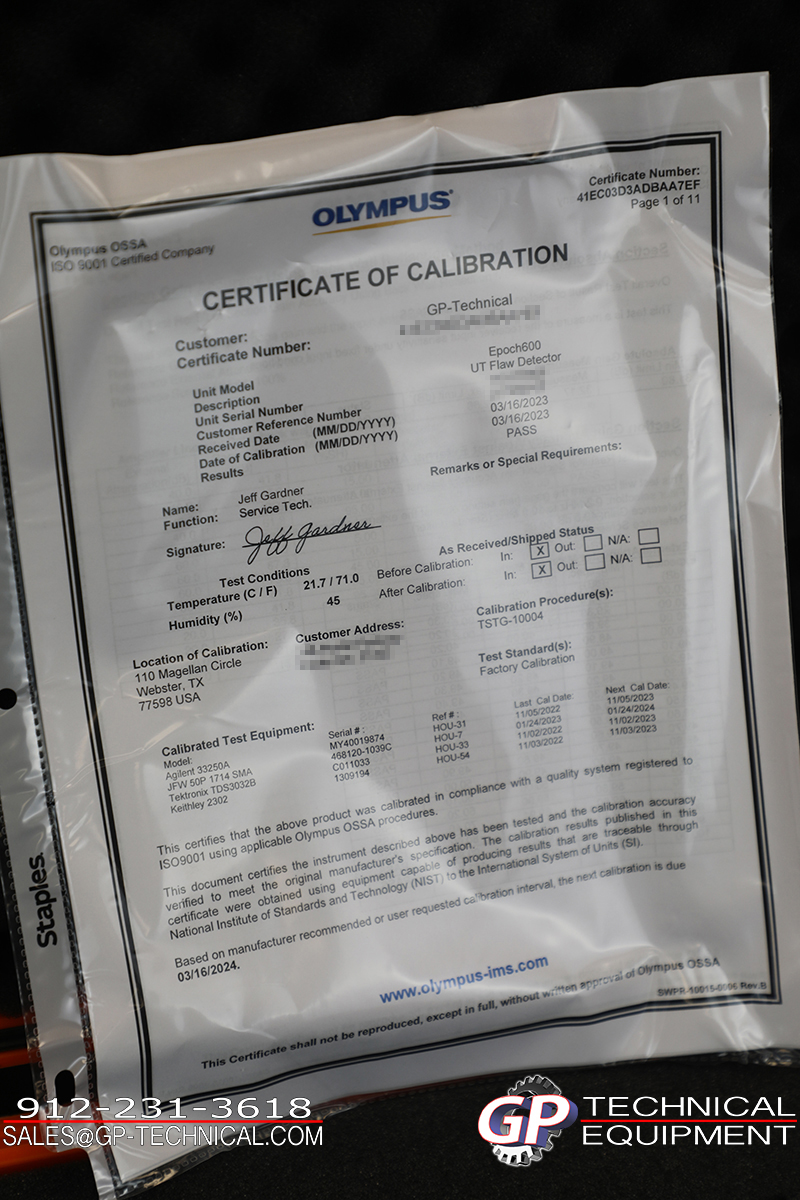 Certificate Number:
41EC03D3ADBAA7EF
Page 1 of 11
OLYMPUS
Olympus OSSA
ISO 9001 Certified Company
CERTIFICATE OF CALIBRATION
Customer: GP-Technical
Certificate Number:
Unit Model Epoch600
Description UT Flaw Detector
Unit Serial Number
Customer Reference Number
Received Date (MM/DD/YYYY) 03/16/2023
Date of Calibration (MM/DD/YYYY) 03/16/2023
Results PASS
Remarks or Special Requirements:
Name: Jeff Gardner
Function: Service Tech.
Signature: Jeff Gardner
As Received/Shipped Status
Before Calibration: In: X Out: N/A:
After Calibration: In: X Out: N/A:
Test Conditions
Temperature (C / F) 21.7 / 71.0
Humidity (%) 45
Calibration Procedure(s):
TSTG-10004
Test Standard(s):
Factory Calibration
Location of Calibration:
110 Magellan Circle
Webster, TX
77598 USA
Customer Address:
Calibrated Test Equipment:
Model: Serial # : Ref # : Last Cal Date: Next Cal Date:
Agilent 33250A MY40019874 HOU-31 11/05/2022 11/05/2023
JFW 50P 1714 SMA 468120-1039C HOU-7 01/24/2023 01/24/2024
Tektronix TDS3032B C011033 HOU-33 11/02/2022 11/02/2023
Keithley 2302 1309194 HOU-54 11/03/2022 11/03/2023
This certifies that the above product was calibrated in compliance with a quality system registered to
ISO9001 using applicable Olympus OSSA procedures.
This document certifies the instrument described above has been tested and the calibration accuracy
verified to meet the original manufacturer's specification. The calibration results published in this
certificate were obtained using equipment capable of producing results that are traceable through
National Institute of Standards and Technology (NIST) to the International System of Units (SI).
Based on manufacturer recommended or user requested calibration interval, the next calibration is due
03/16/2024.
www.olympus-ims.com
This Certificate shall not be reproduced, except in full, without written approval of Olympus OSSA
SWPR-10015-0006 Rev.B
Staples
912-231-3618
SALES@GP-TECHNICAL.COM
GP TECHNICAL
EQUIPMENT